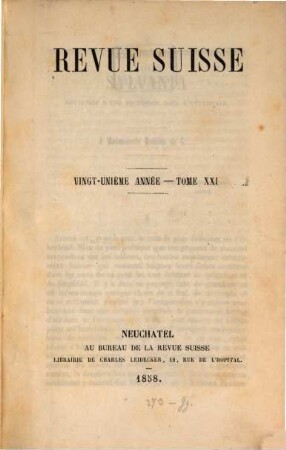 REVUE SUISSE
VINGT-UNIÈME ANNÉE — TOME XXI
NEUCHATEL
AU BUREAU DE LA REVUE SUISSE
LIBRAIRIE DE CHARLES LEIDECKER, 19, RUE DE L'HOPITAL.
1858.